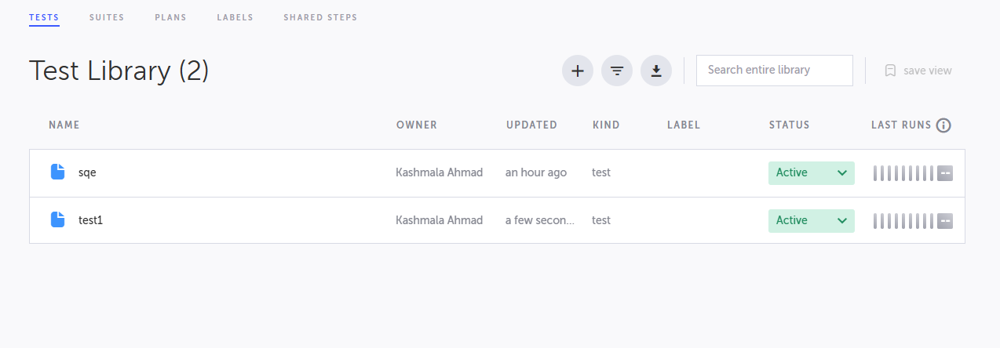 TESTS SUITES PLANS LABELS SHARED STEPS
Test Library (2)
Search entire library
save view
NAME OWNER UPDATED KIND LABEL STATUS LAST RUNS
sqe Kashmala Ahmad an hour ago test Active --
test1 Kashmala Ahmad a few secon... test Active --